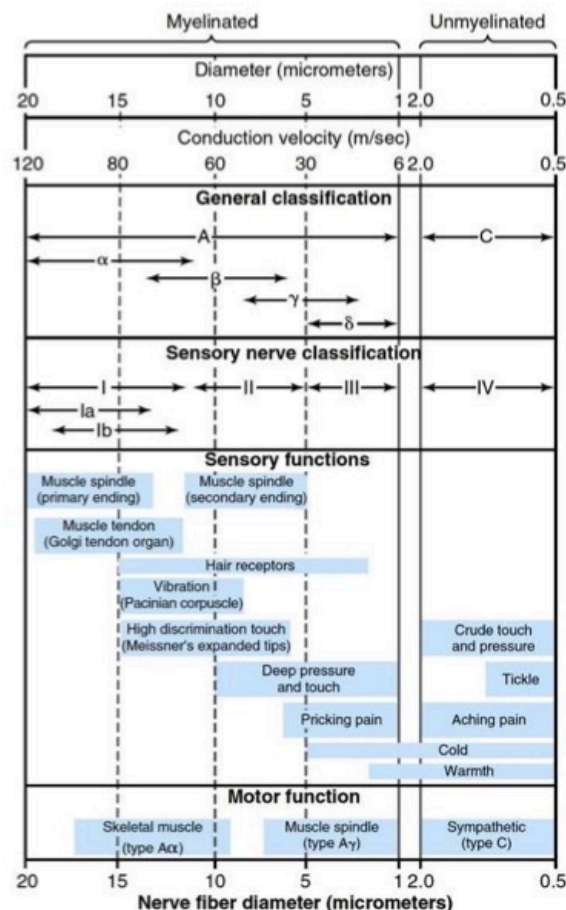 Myelinated Unmyelinated
Diameter (micrometers)
20 15 10 5 1 2.0 0.5
Conduction velocity (m/sec)
120 80 60 30 6 2.0 0.5
General classification
A C
α
β
γ
δ
Sensory nerve classification
I II III IV
Ia
Ib
Sensory functions
Muscle spindle Muscle spindle
(primary ending) (secondary ending)
Muscle tendon
(Golgi tendon organ)
Hair receptors
Vibration
(Pacinian corpuscle)
High discrimination touch Crude touch
(Meissner's expanded tips) and pressure
Deep pressure
and touch Tickle
Pricking pain Aching pain
Cold
Warmth
Motor function
Skeletal muscle Muscle spindle Sympathetic
(type Aα) (type Aγ) (type C)
20 15 10 5 1 2.0 0.5
Nerve fiber diameter (micrometers)